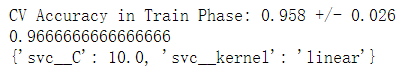 CV Accuracy in Train Phase: 0.958 +/- 0.026
0.9666666666666666
{'svc__C': 10.0, 'svc__kernel': 'linear'}